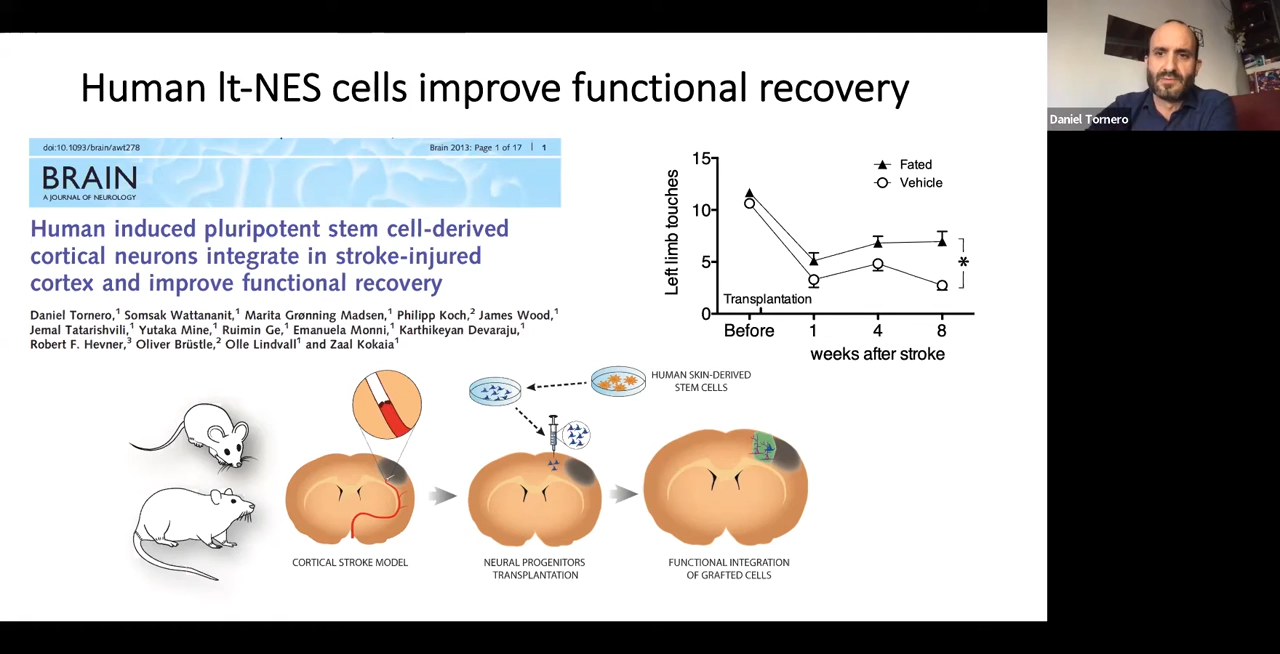 Human lt-NES cells improve functional recovery
doi:10.1093/brain/awt278
Brain 2013: Page 1 of 17 | 1
BRAIN
A JOURNAL OF NEUROLOGY
Human induced pluripotent stem cell-derived
cortical neurons integrate in stroke-injured
cortex and improve functional recovery
Daniel Tornero,1 Somsak Wattananit,1 Marita Grønning Madsen,1 Philipp Koch,2 James Wood,1
Jemal Tatarishvili,1 Yutaka Mine,1 Ruimin Ge,1 Emanuela Monni,1 Karthikeyan Devaraju,1
Robert F. Hevner,3 Oliver Brüstle,2 Olle Lindvall1 and Zaal Kokaia1
Left limb touches
15
10
5
0
Fated
Vehicle
*
Transplantation
Before 1 4 8
weeks after stroke
HUMAN SKIN-DERIVED
STEM CELLS
CORTICAL STROKE MODEL
NEURAL PROGENITORS
TRANSPLANTATION
FUNCTIONAL INTEGRATION
OF GRAFTED CELLS
Daniel Tornero